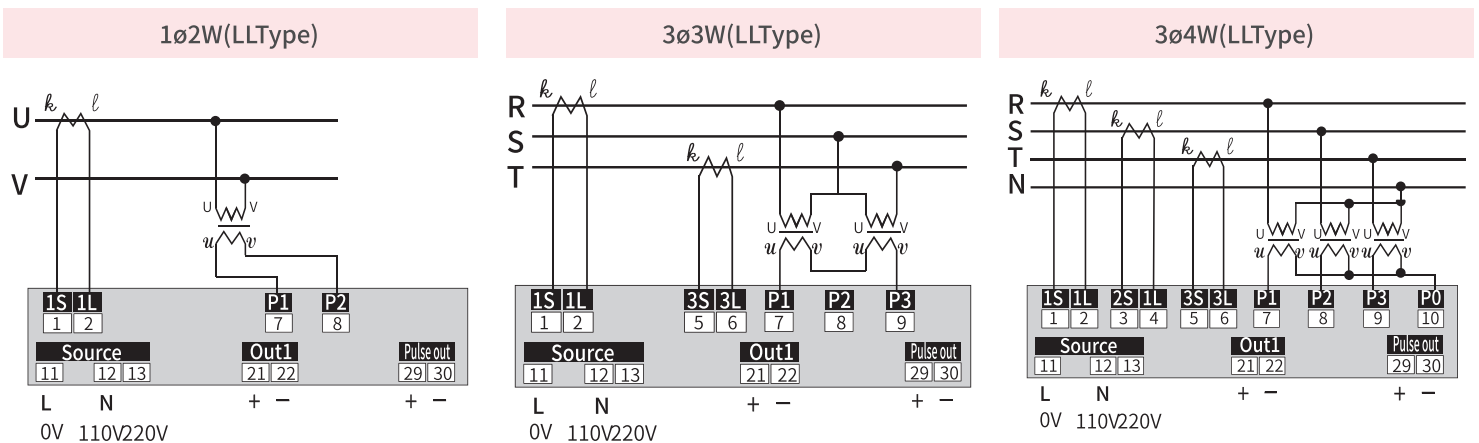 1ø2W(LLType)
k ℓ
U
V
U V
u v
1S 1L P1 P2
1 2 7 8
Source Out1 Pulse out
11 12 13 21 22 29 30
L N + − + −
0V 110V220V
3ø3W(LLType)
k ℓ
R
S
k ℓ
T
U V U V
u v u v
1S 1L 3S 3L P1 P2 P3
1 2 5 6 7 8 9
Source Out1 Pulse out
11 12 13 21 22 29 30
L N + − + −
0V 110V220V
3ø4W(LLType)
k ℓ
R
k ℓ
S
k ℓ
T
N
U V U V U V
u v u v u v
1S 1L 2S 1L 3S 3L P1 P2 P3 P0
1 2 3 4 5 6 7 8 9 10
Source Out1 Pulse out
11 12 13 21 22 29 30
L N + − + −
0V 110V220V